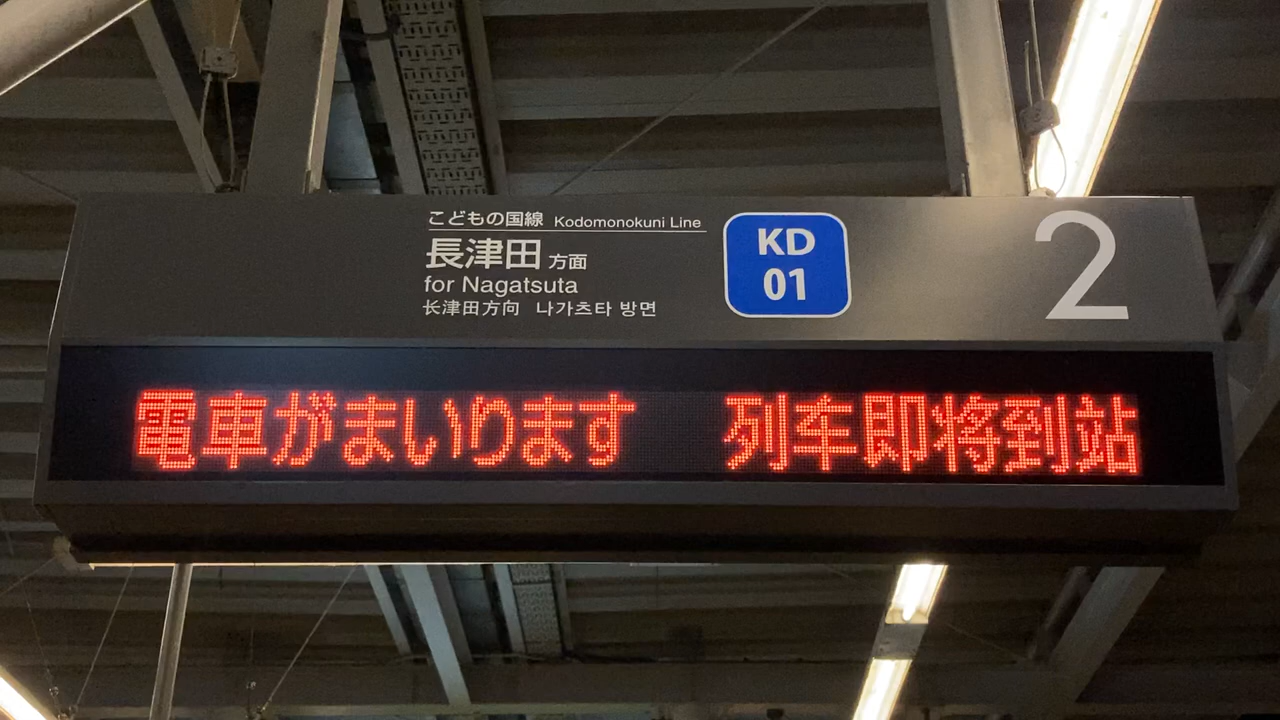 こどもの国線 Kodomonokuni Line
長津田 方面
for Nagatsuta
长津田方向 나가츠타 방면
KD
01
2
電車がまいります 列车即将到站